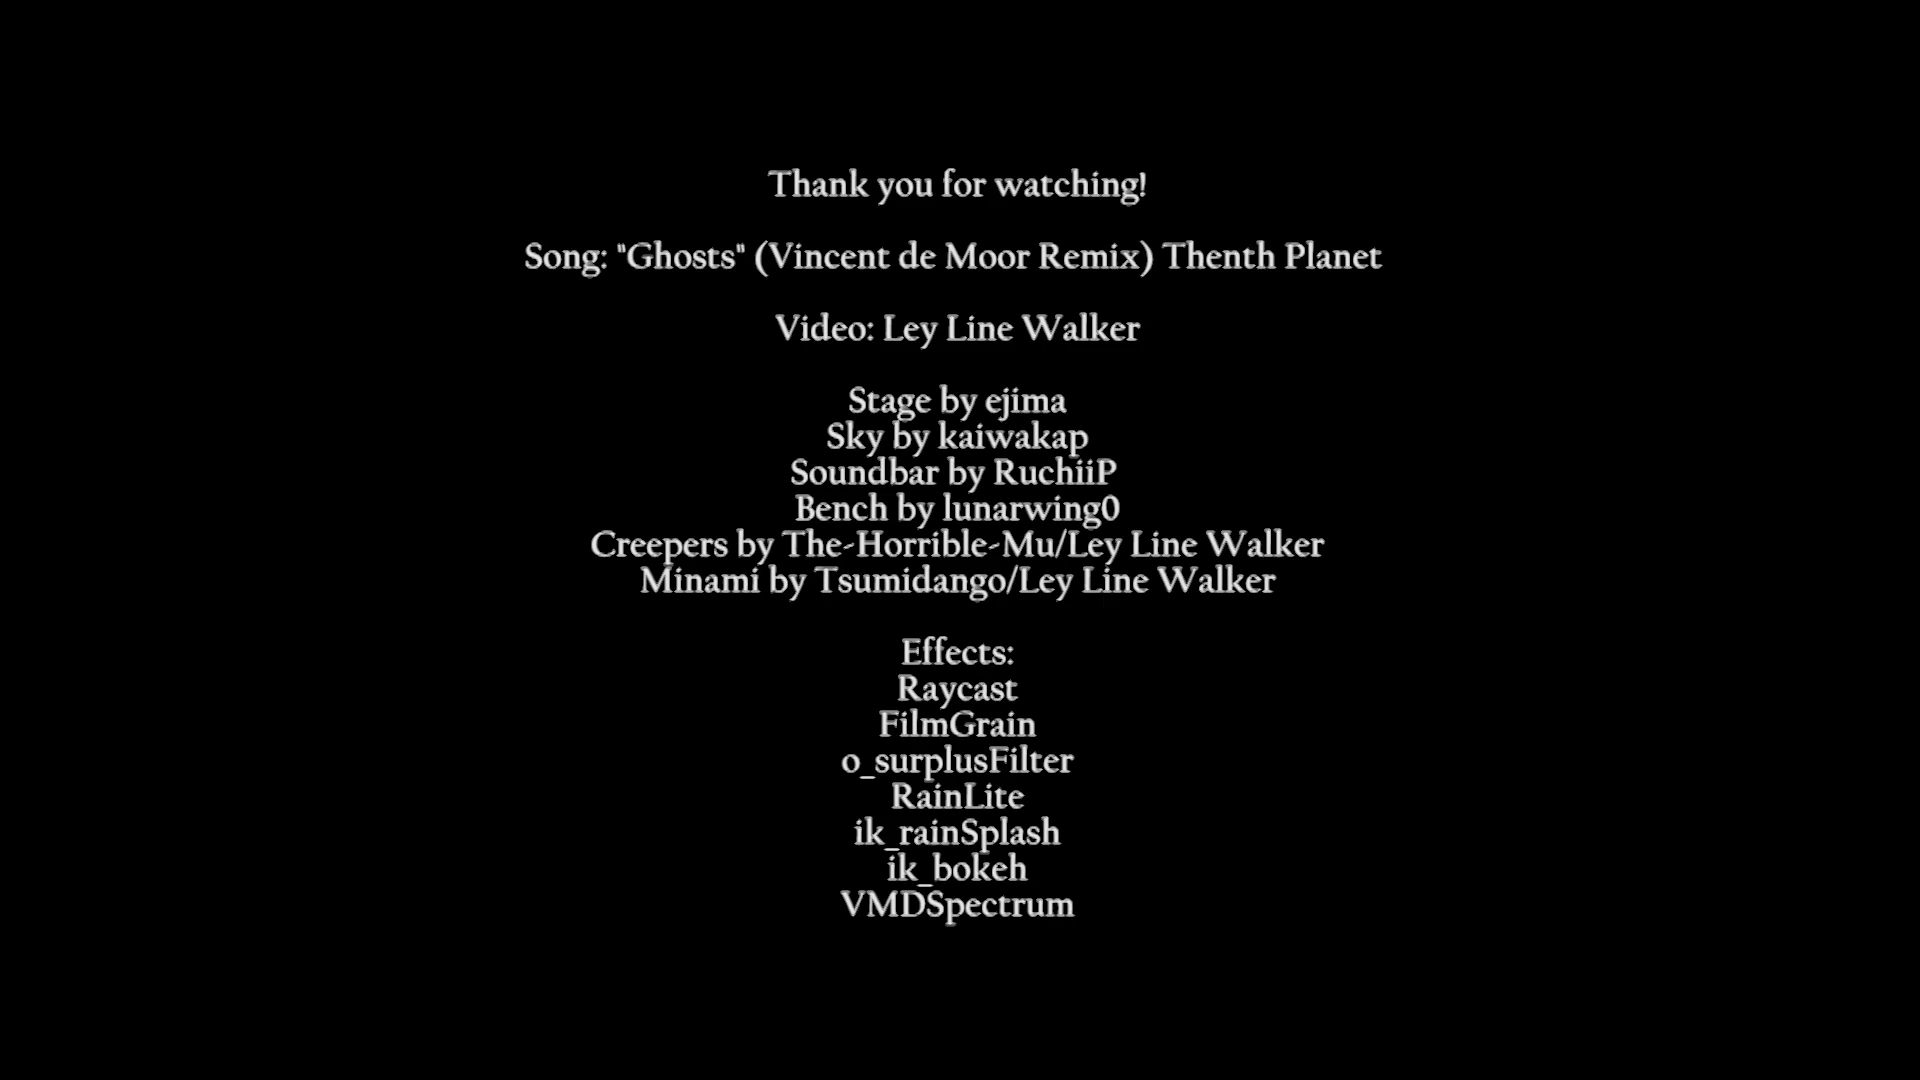 Thank you for watching!
Song: "Ghosts" (Vincent de Moor Remix) Thenth Planet
Video: Ley Line Walker
Stage by ejima
Sky by kaiwakap
Soundbar by RuchiiP
Bench by lunarwing0
Creepers by The-Horrible-Mu/Ley Line Walker
Minami by Tsumidango/Ley Line Walker
Effects:
Raycast
FilmGrain
o_surplusFilter
RainLite
ik_rainSplash
ik_bokeh
VMDSpectrum